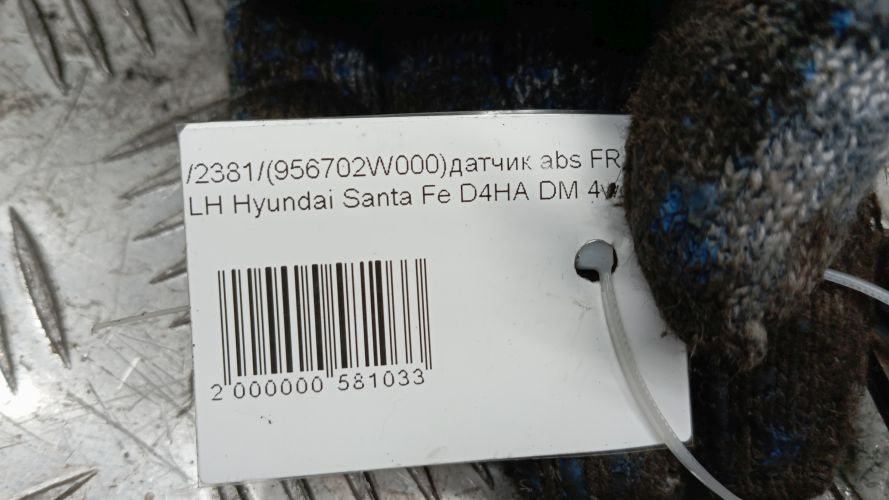 /2381/(956702W000)датчик abs FR
LH Hyundai Santa Fe D4HA DM
2 000000 581033